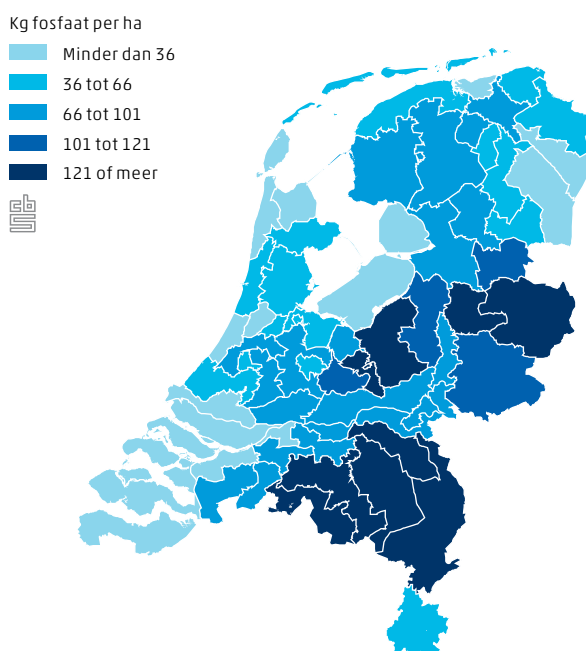 Kg fosfaat per ha
Minder dan 36
36 tot 66
66 tot 101
101 tot 121
121 of meer
cbs